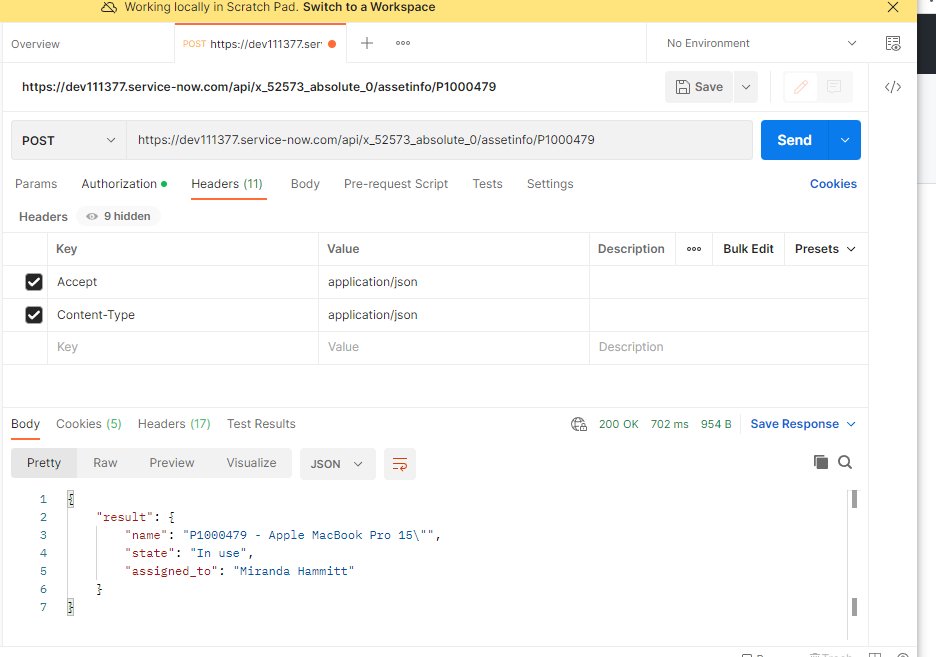 Working locally in Scratch Pad. Switch to a Workspace
Overview
POST https://dev111377.ser
No Environment
https://dev111377.service-now.com/api/x_52573_absolute_0/assetinfo/P1000479
Save
POST
https://dev111377.service-now.com/api/x_52573_absolute_0/assetinfo/P1000479
Send
Params Authorization Headers (11) Body Pre-request Script Tests Settings Cookies
Headers 9 hidden
Key Value Description Bulk Edit Presets
Accept application/json
Content-Type application/json
Key Value Description
Body Cookies (5) Headers (17) Test Results 200 OK 702 ms 954 B Save Response
Pretty Raw Preview Visualize JSON
1 {
2 "result": {
3 "name": "P1000479 - Apple MacBook Pro 15\"",
4 "state": "In use",
5 "assigned_to": "Miranda Hammitt"
6 }
7 }